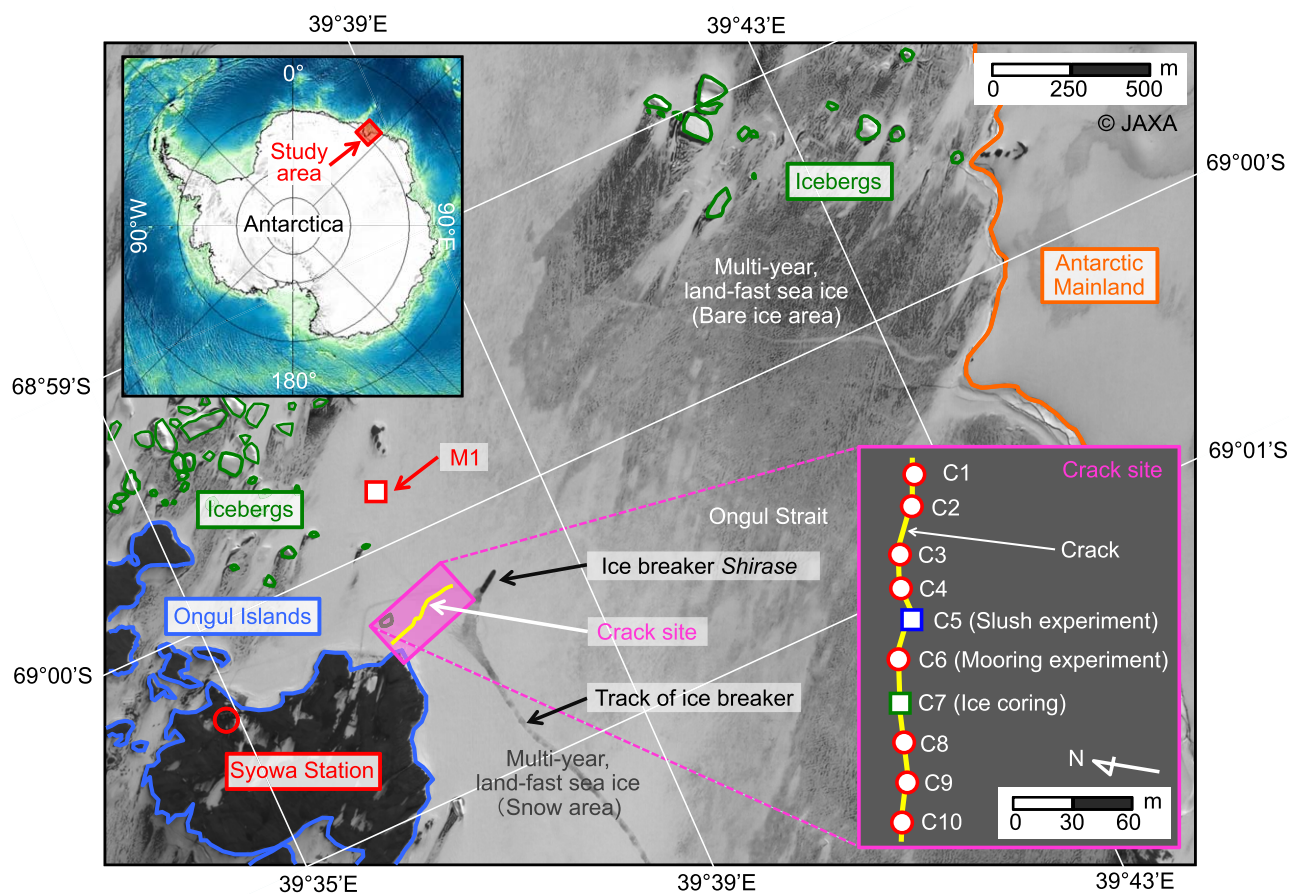 39°39’E
39°43’E
0°
Study
area
Antarctica
90°W
90°E
180°
m
0 250 500
© JAXA
69°00’S
Icebergs
Multi-year,
land-fast sea ice
(Bare ice area)
Antarctic
Mainland
68°59’S
69°01’S
M1
Icebergs
Ongul Strait
Ice breaker Shirase
Ongul Islands
Crack site
69°00’S
Track of ice breaker
Syowa Station
Multi-year,
land-fast sea ice
(Snow area)
Crack site
C1
C2
Crack
C3
C4
C5 (Slush experiment)
C6 (Mooring experiment)
C7 (Ice coring)
C8
N
C9
m
0 30 60
C10
39°35’E
39°39’E
39°43’E